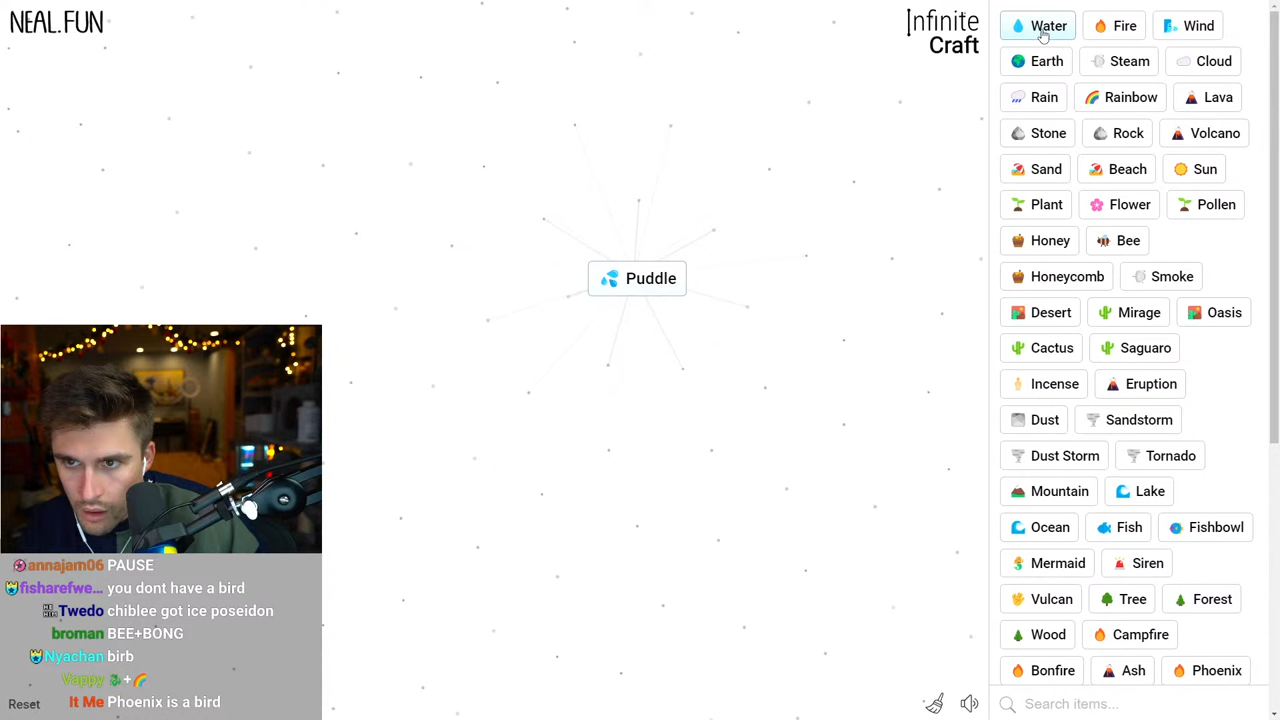 NEAL.FUN
Infinite
Craft
Puddle
Water Fire Wind
Earth Steam Cloud
Rain Rainbow Lava
Stone Rock Volcano
Sand Beach Sun
Plant Flower Pollen
Honey Bee
Honeycomb Smoke
Desert Mirage Oasis
Cactus Saguaro
Incense Eruption
Dust Sandstorm
Dust Storm Tornado
Mountain Lake
Ocean Fish Fishbowl
Mermaid Siren
Vulcan Tree Forest
Wood Campfire
Bonfire Ash Phoenix
Search items...
annajam06 PAUSE
fisharefwe... you dont have a bird
Twedo chiblee got ice poseidon
broman BEE+BONG
Nyachan birb
Vappy 🐉+🌈
It Me Phoenix is a bird
Reset